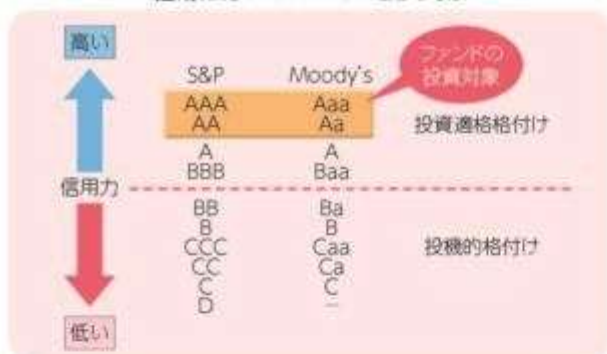 高い
S&P Moody's
ファンドの
投資対象
AAA Aaa
AA Aa
投資適格格付け
A A
BBB Baa
信用力
BB Ba
B B
CCC Caa
投機的格付け
CC Ca
C C
D –
低い